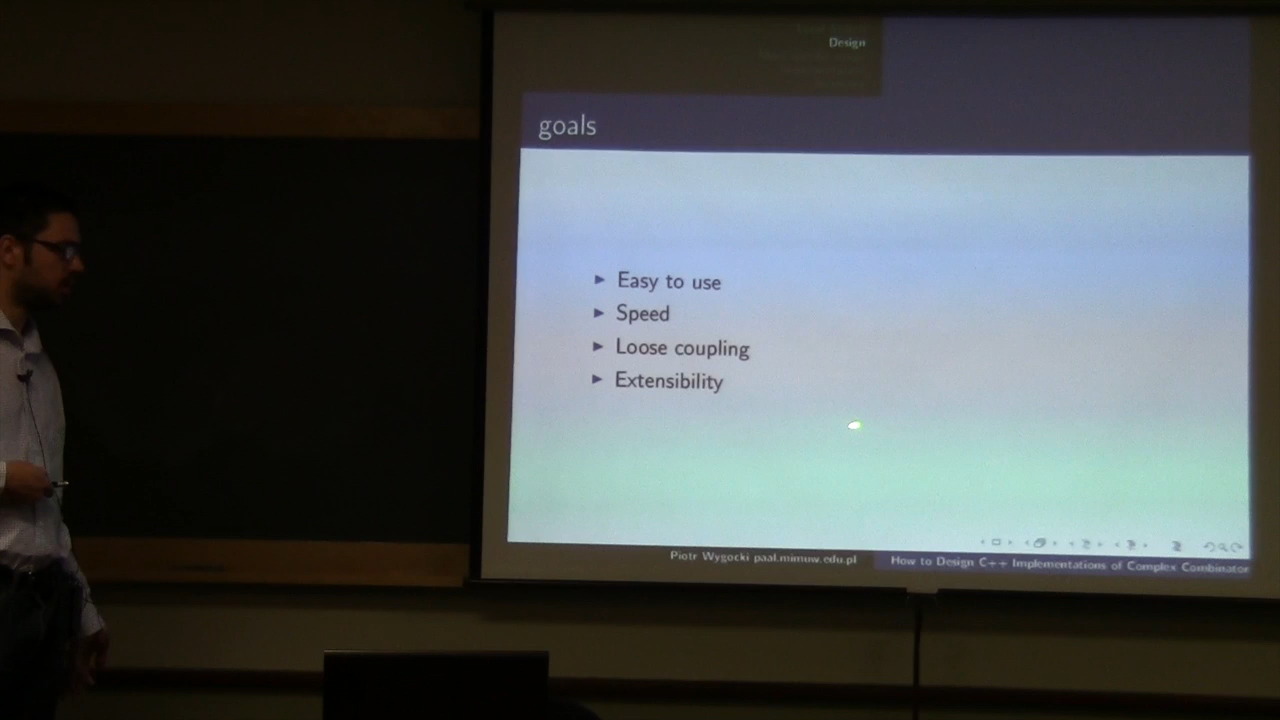 Design
goals
Easy to use
Speed
Loose coupling
Extensibility
Piotr Wygocki paal.mimuw.edu.pl
How to Design C++ Implementations of Complex Combinator